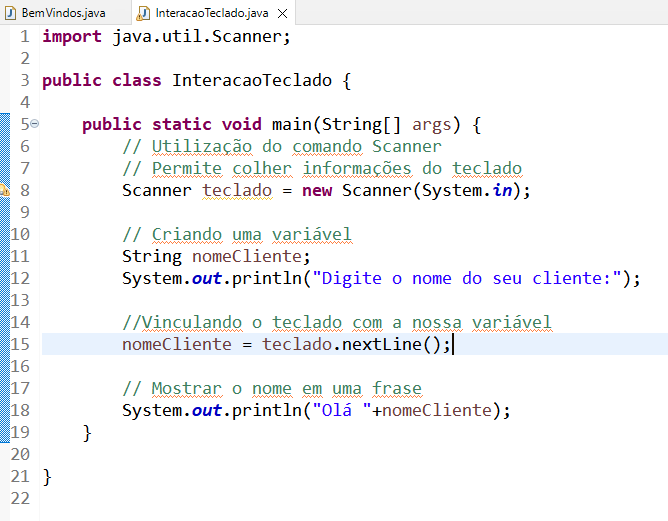 BemVindos.java InteracaoTeclado.java
1 import java.util.Scanner;
2
3 public class InteracaoTeclado {
4
5 public static void main(String[] args) {
6 // Utilização do comando Scanner
7 // Permite colher informações do teclado
8 Scanner teclado = new Scanner(System.in);
9
10 // Criando uma variável
11 String nomeCliente;
12 System.out.println("Digite o nome do seu cliente:");
13
14 //Vinculando o teclado com a nossa variável
15 nomeCliente = teclado.nextLine();
16
17 // Mostrar o nome em uma frase
18 System.out.println("Olá "+nomeCliente);
19 }
20
21 }
22